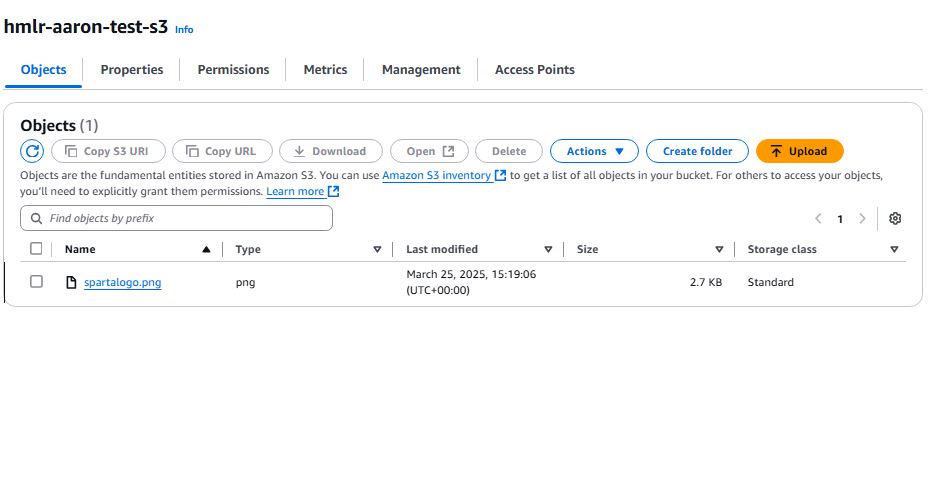 hmlr-aaron-test-s3 Info
Objects Properties Permissions Metrics Management Access Points
Objects (1)
Copy S3 URI Copy URL Download Open Delete Actions Create folder Upload
Objects are the fundamental entities stored in Amazon S3. You can use Amazon S3 inventory to get a list of all objects in your bucket. For others to access your objects,
you'll need to explicitly grant them permissions. Learn more
Find objects by prefix 1
Name Type Last modified Size Storage class
spartalogo.png png March 25, 2025, 15:19:06 2.7 KB Standard
(UTC+00:00)